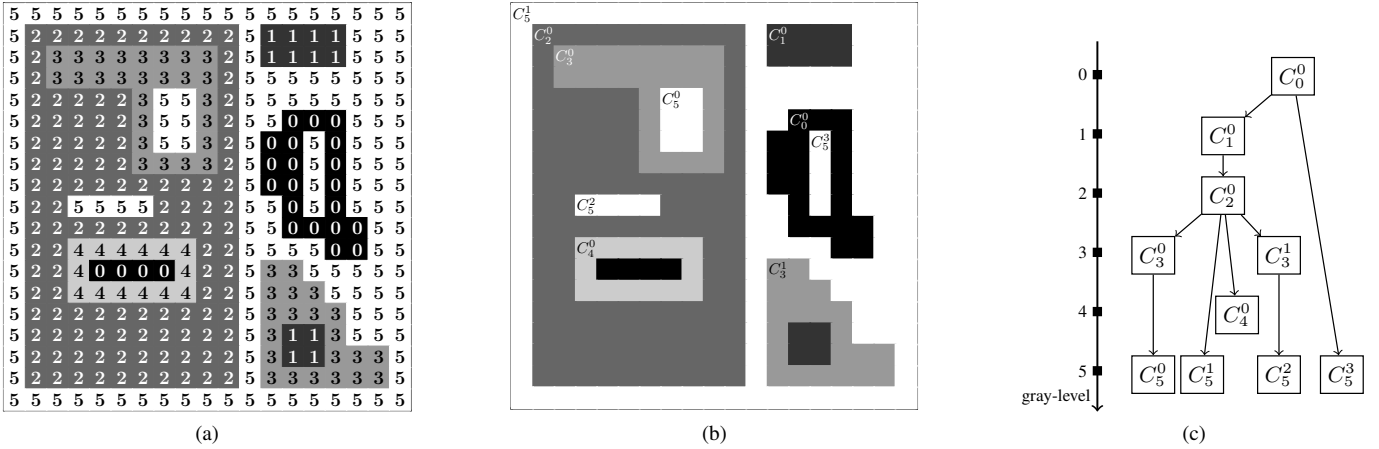 5 5 5 5 5 5 5 5 5 5 5 5 5 5 5 5 5 5 5
5 2 2 2 2 2 2 2 2 2 2 5 1 1 1 1 5 5 5
5 2 3 3 3 3 3 3 3 3 2 5 1 1 1 1 5 5 5
5 2 3 3 3 3 3 3 3 3 2 5 5 5 5 5 5 5 5
5 2 2 2 2 2 3 5 5 3 2 5 5 5 5 5 5 5 5
5 2 2 2 2 2 3 5 5 3 2 5 5 0 0 0 5 5 5
5 2 2 2 2 2 3 5 5 3 2 5 0 0 5 0 5 5 5
5 2 2 2 2 2 3 3 3 3 2 5 0 0 5 0 5 5 5
5 2 2 2 2 2 2 2 2 2 2 5 0 0 5 0 5 5 5
5 2 2 5 5 5 5 2 2 2 2 5 5 0 5 0 5 5 5
5 2 2 2 2 2 2 2 2 2 2 5 5 0 0 0 0 5 5
5 2 2 4 4 4 4 4 4 2 2 5 5 5 5 0 0 5 5
5 2 2 4 0 0 0 0 4 2 2 5 3 3 5 5 5 5 5
5 2 2 4 4 4 4 4 4 2 2 5 3 3 3 5 5 5 5
5 2 2 2 2 2 2 2 2 2 2 5 3 3 3 3 5 5 5
5 2 2 2 2 2 2 2 2 2 2 5 3 1 1 3 5 5 5
5 2 2 2 2 2 2 2 2 2 2 5 3 1 1 3 3 3 5
5 2 2 2 2 2 2 2 2 2 2 5 3 3 3 3 3 3 5
5 5 5 5 5 5 5 5 5 5 5 5 5 5 5 5 5 5 5
(a)
C_5^1
C_2^0 C_1^0
C_3^0
C_5^0
C_0^0
C_5^3
C_5^2
C_4^0
C_3^1
(b)
0 C_0^0
1 C_1^0
2 C_2^0
3 C_3^0 C_3^1
4 C_4^0
5 C_5^0 C_5^1 C_5^2 C_5^3
gray-level
(c)